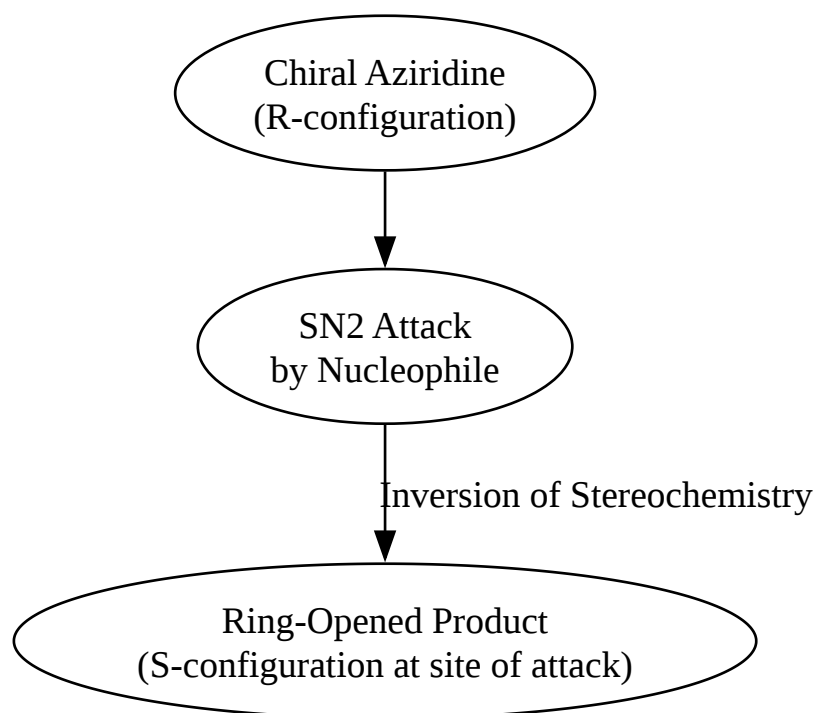 Chiral Aziridine
(R-configuration)
SN2 Attack
by Nucleophile
Inversion of Stereochemistry
Ring-Opened Product
(S-configuration at site of attack)